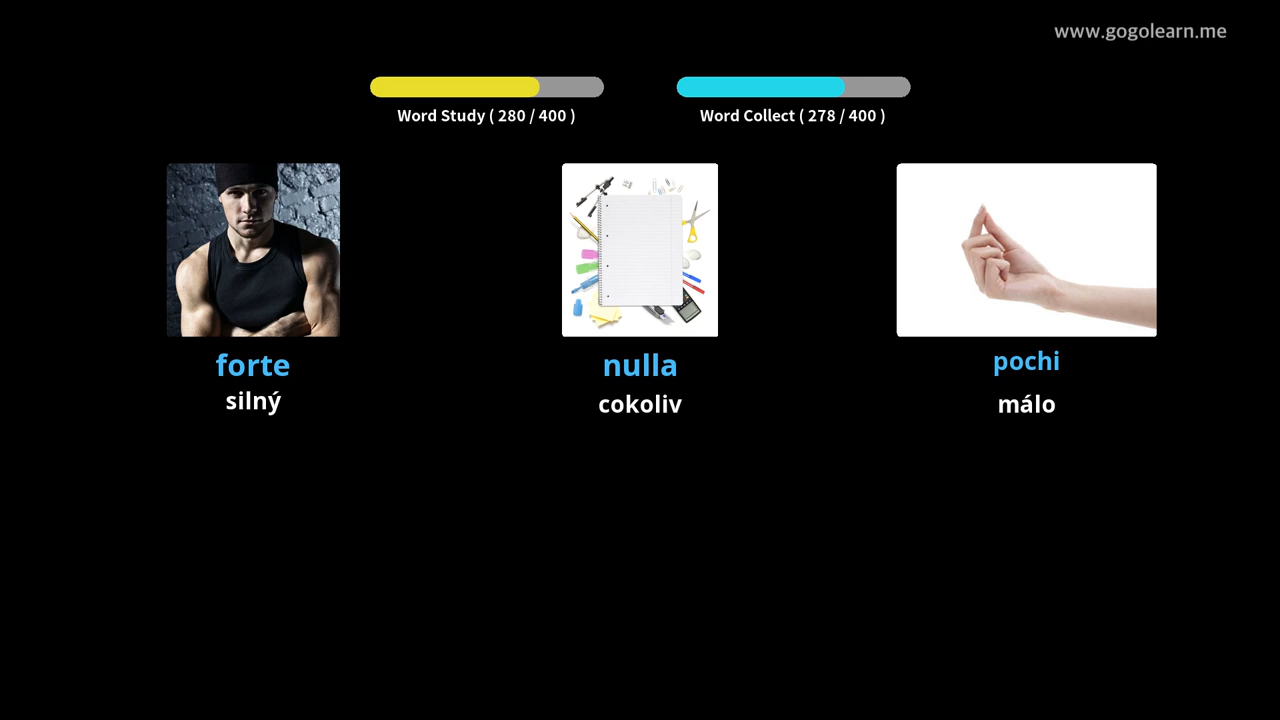 www.gogolearn.me
Word Study ( 280 / 400 )
Word Collect ( 278 / 400 )
forte
silný
nulla
cokoliv
pochi
málo